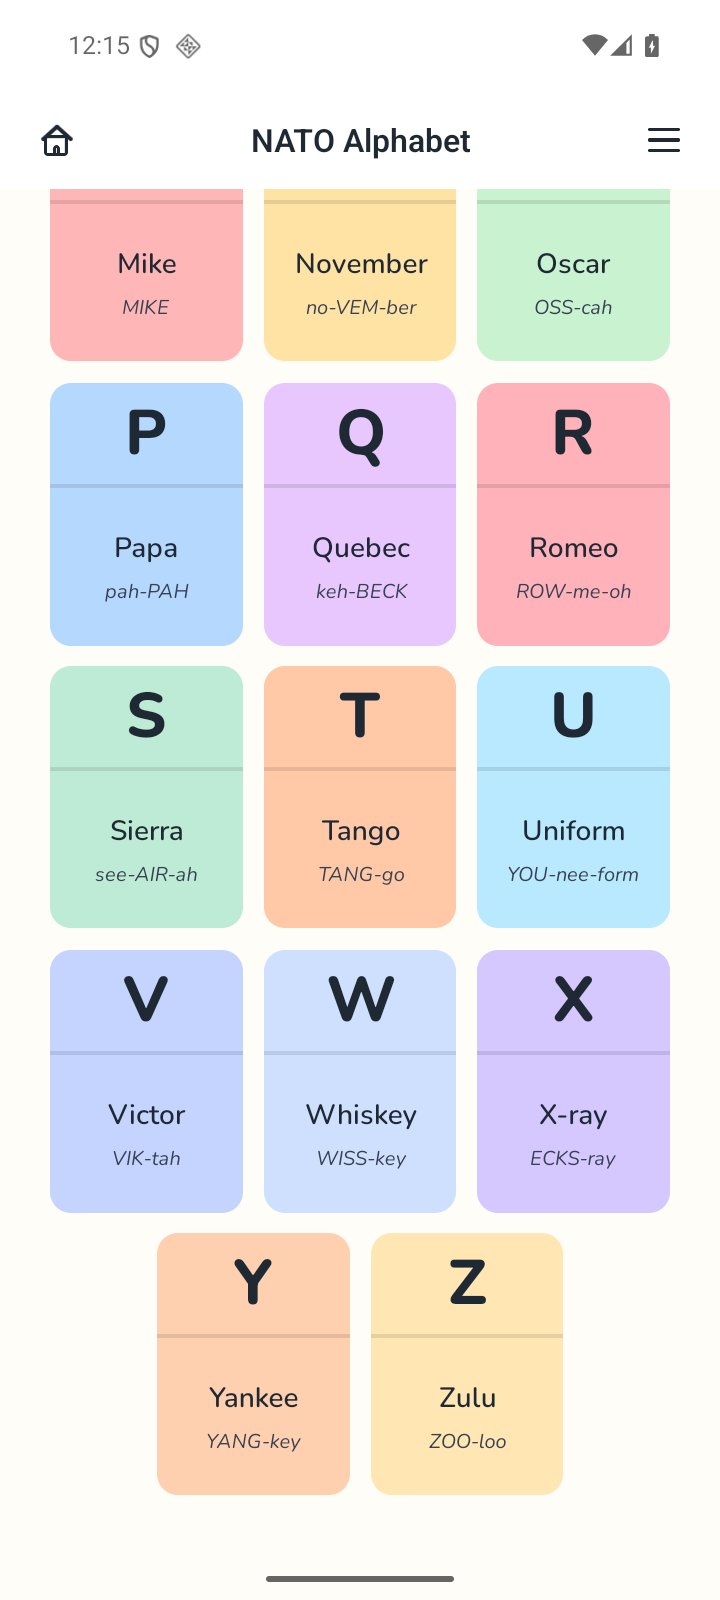 12:15
NATO Alphabet
Mike
MIKE
November
no-VEM-ber
Oscar
OSS-cah
P
Papa
pah-PAH
Q
Quebec
keh-BECK
R
Romeo
ROW-me-oh
S
Sierra
see-AIR-ah
T
Tango
TANG-go
U
Uniform
YOU-nee-form
V
Victor
VIK-tah
W
Whiskey
WISS-key
X
X-ray
ECKS-ray
Y
Yankee
YANG-key
Z
Zulu
ZOO-loo